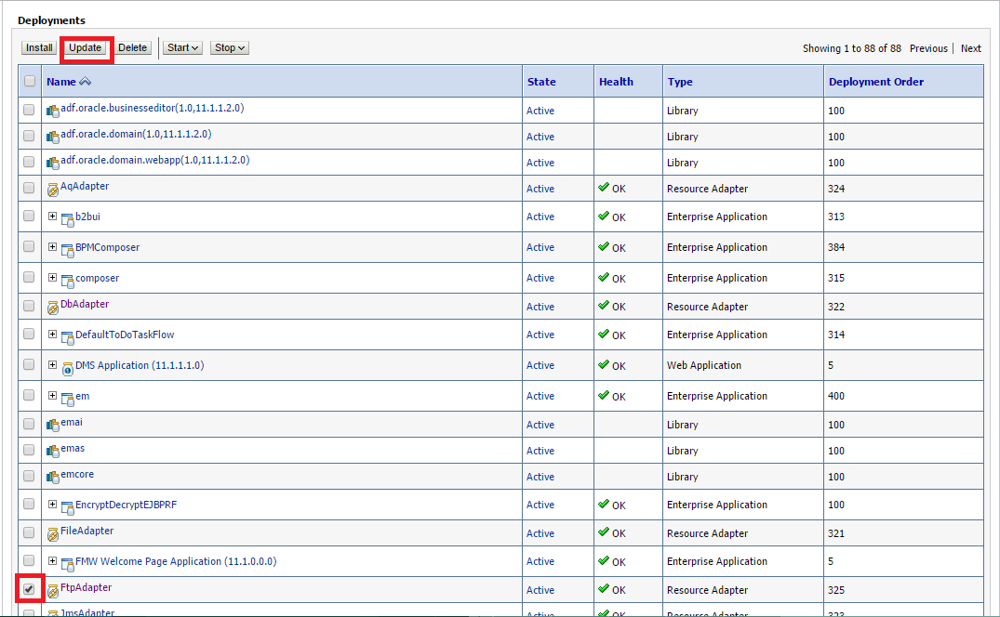 Deployments
Install Update Delete Start Stop Showing 1 to 88 of 88 Previous | Next
Name State Health Type Deployment Order
adf.oracle.businesseditor(1.0,11.1.1.2.0) Active Library 100
adf.oracle.domain(1.0,11.1.1.2.0) Active Library 100
adf.oracle.domain.webapp(1.0,11.1.1.2.0) Active Library 100
AqAdapter Active OK Resource Adapter 324
b2bui Active OK Enterprise Application 313
BPMComposer Active OK Enterprise Application 384
composer Active OK Enterprise Application 315
DbAdapter Active OK Resource Adapter 322
DefaultToDoTaskFlow Active OK Enterprise Application 314
DMS Application (11.1.1.1.0) Active OK Web Application 5
em Active OK Enterprise Application 400
emai Active Library 100
emas Active Library 100
emcore Active Library 100
EncryptDecryptEJBPRF Active OK Enterprise Application 100
FileAdapter Active OK Resource Adapter 321
FMW Welcome Page Application (11.1.0.0.0) Active OK Enterprise Application 5
FtpAdapter Active OK Resource Adapter 325
JmsAdapter Active OK Resource Adapter 323